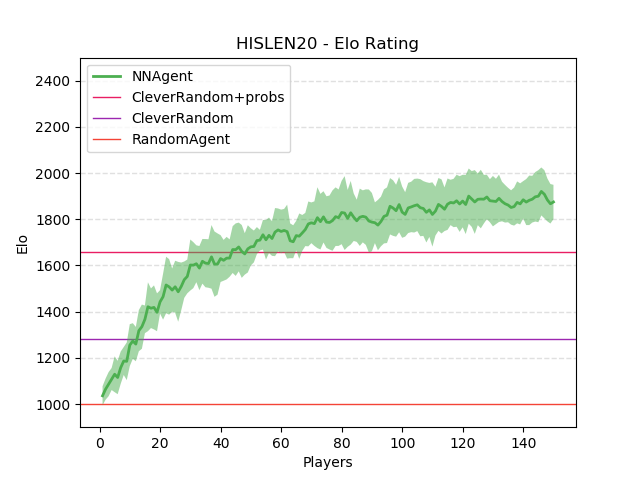 HISLEN20 - Elo Rating
NNAgent
CleverRandom+probs
CleverRandom
RandomAgent
Elo
2400
2200
2000
1800
1600
1400
1200
1000
0 20 40 60 80 100 120 140
Players